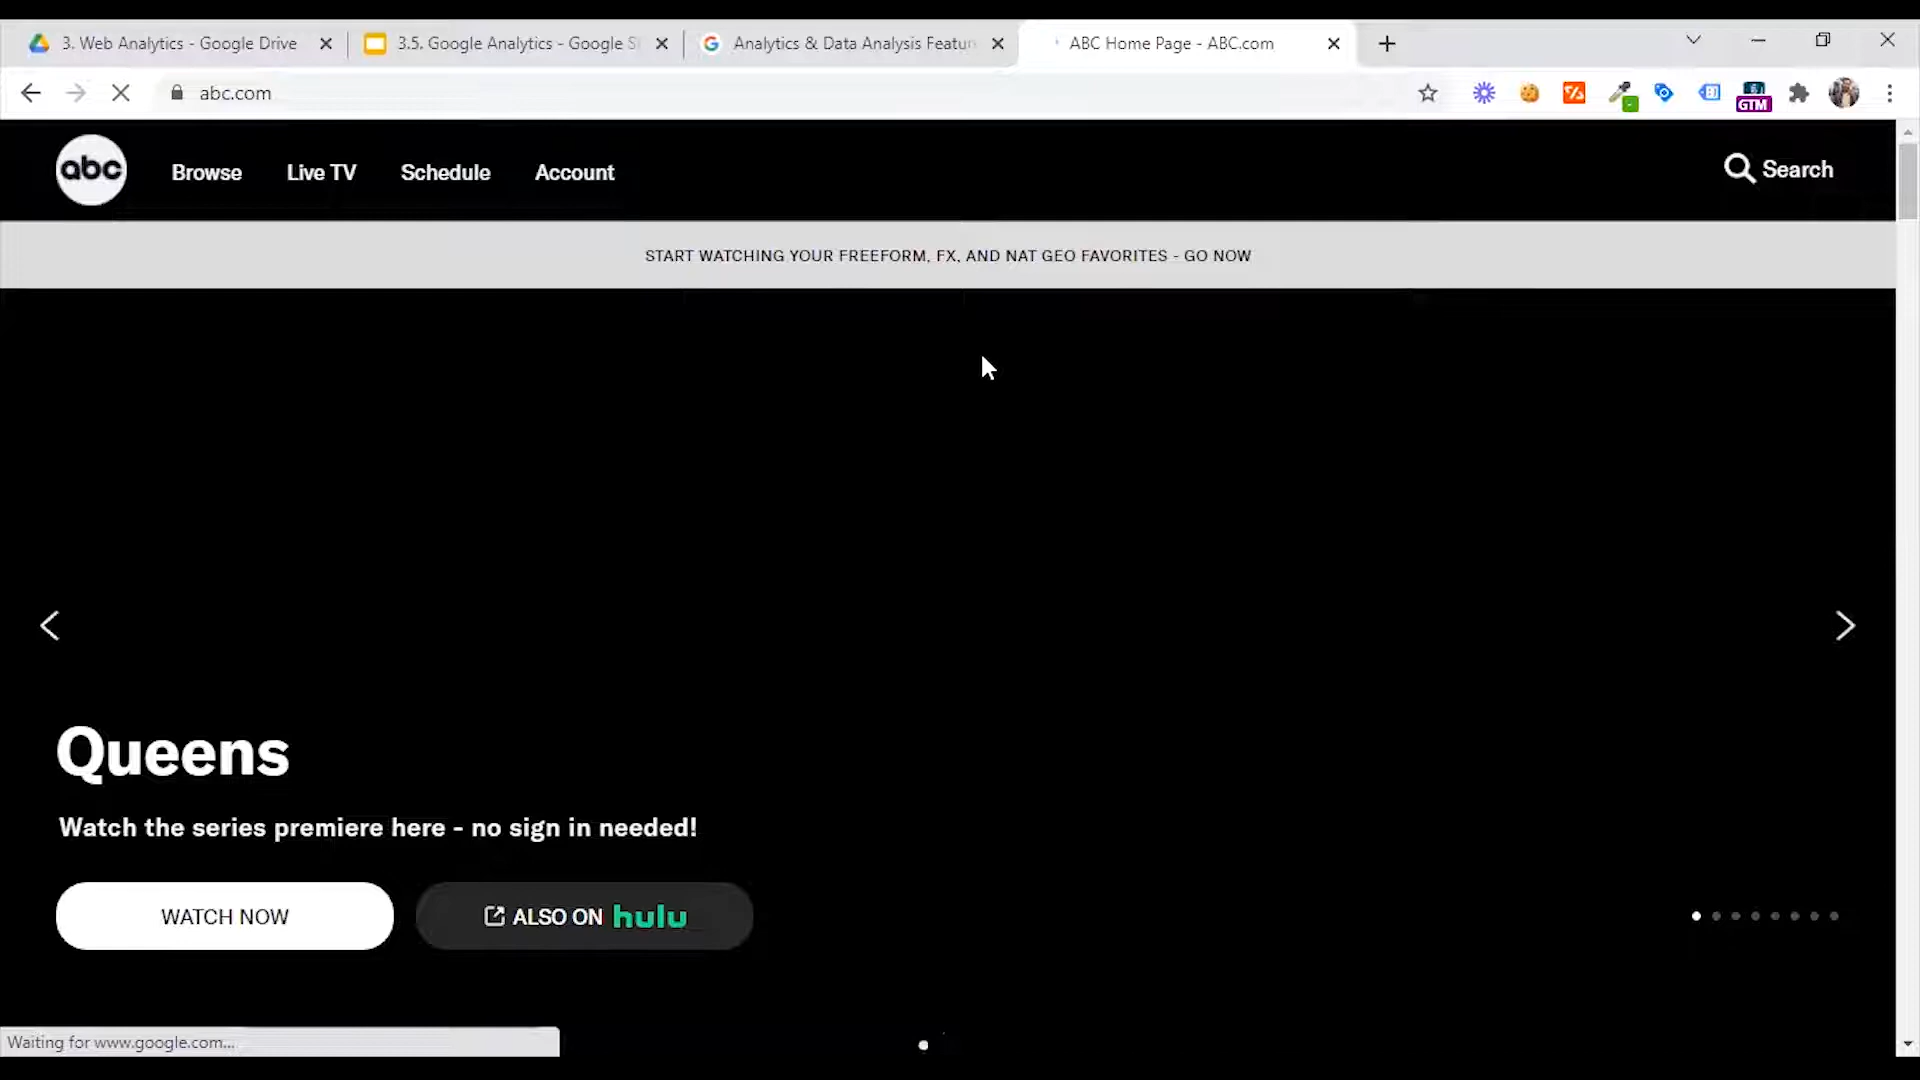 3. Web Analytics - Google Drive
3.5. Google Analytics - Google S
Analytics & Data Analysis Featur
ABC Home Page - ABC.com
abc.com
GTM
abc
Browse
Live TV
Schedule
Account
Search
START WATCHING YOUR FREEFORM, FX, AND NAT GEO FAVORITES - GO NOW
Queens
Watch the series premiere here - no sign in needed!
WATCH NOW
ALSO ON hulu
Waiting for www.google.com...